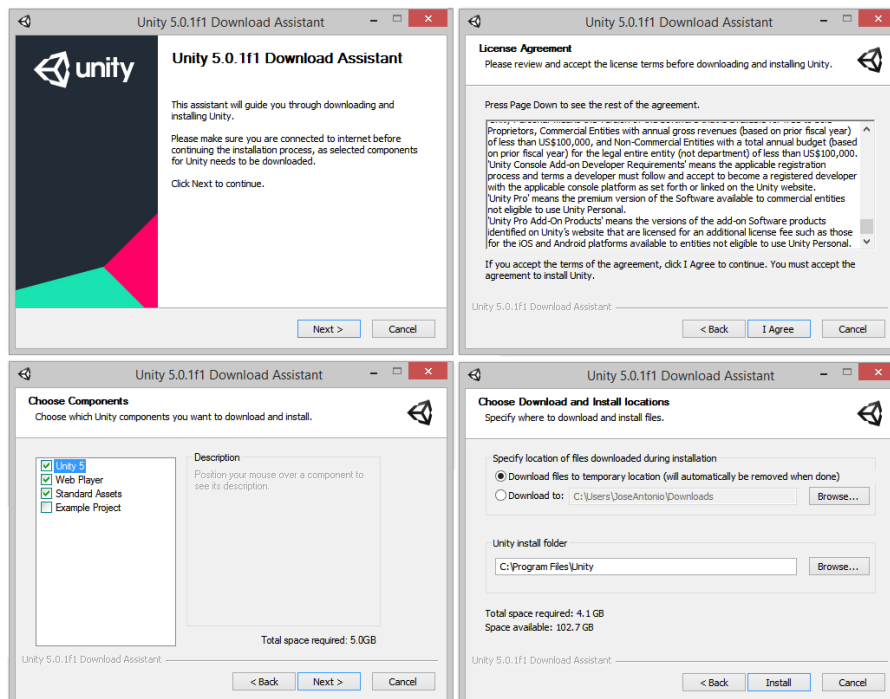 Unity 5.0.1f1 Download Assistant
unity
Unity 5.0.1f1 Download Assistant
This assistant will guide you through downloading and
installing Unity.
Please make sure you are connected to internet before
continuing the installation process, as selected components
for Unity needs to be downloaded.
Click Next to continue.
Next >
Cancel
Unity 5.0.1f1 Download Assistant
License Agreement
Please review and accept the license terms before downloading and installing Unity.
Press Page Down to see the rest of the agreement.
Proprietors, Commercial Entities with annual gross revenues (based on prior fiscal year)
of less than US$100,000, and Non-Commercial Entities with a total annual budget (based
on prior fiscal year) for the legal entire entity (not department) of less than US$100,000.
'Unity Console Add-on Developer Requirements' means the applicable registration
process and terms a developer must follow and accept to become a registered developer
with the applicable console platform as set forth or linked on the Unity website.
'Unity Pro' means the premium version of the Software available to commercial entities
not eligible to use Unity Personal.
'Unity Pro Add-On Products' means the versions of the add-on Software products
identified on Unity's website that are licensed for an additional license fee such as those
for the iOS and Android platforms available to entities not eligible to use Unity Personal.
If you accept the terms of the agreement, click I Agree to continue. You must accept the
agreement to install Unity.
Unity 5.0.1f1 Download Assistant
< Back
I Agree
Cancel
Unity 5.0.1f1 Download Assistant
Choose Components
Choose which Unity components you want to download and install.
Unity 5
Web Player
Standard Assets
Example Project
Description
Position your mouse over a component to
see its description.
Total space required: 5.0GB
Unity 5.0.1f1 Download Assistant
< Back
Next >
Cancel
Unity 5.0.1f1 Download Assistant
Choose Download and Install locations
Specify where to download and install files.
Specify location of files downloaded during installation
Download files to temporary location (will automatically be removed when done)
Download to: C:\Users\JoseAntonio\Downloads Browse...
Unity install folder
C:\Program Files\Unity Browse...
Total space required: 4.1 GB
Space available: 102.7 GB
Unity 5.0.1f1 Download Assistant
< Back
Install
Cancel